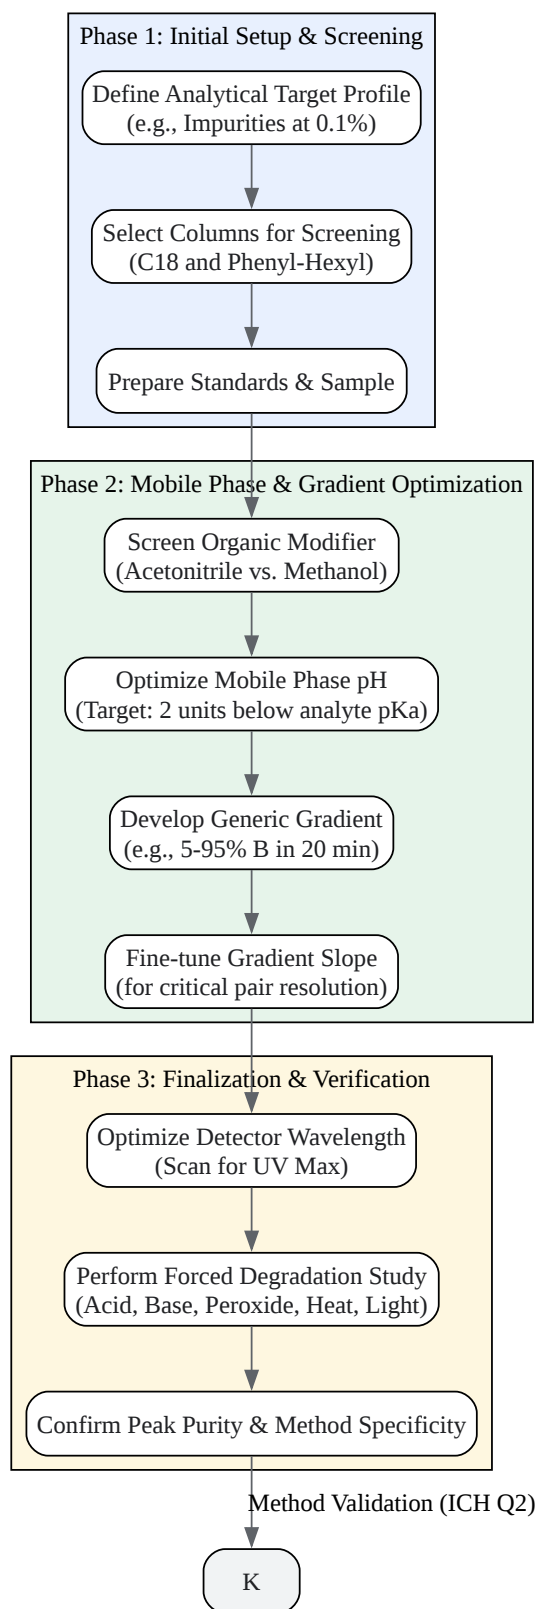 Phase 1: Initial Setup & Screening
Define Analytical Target Profile
(e.g., Impurities at 0.1%)
Select Columns for Screening
(C18 and Phenyl-Hexyl)
Prepare Standards & Sample
Phase 2: Mobile Phase & Gradient Optimization
Screen Organic Modifier
(Acetonitrile vs. Methanol)
Optimize Mobile Phase pH
(Target: 2 units below analyte pKa)
Develop Generic Gradient
(e.g., 5-95% B in 20 min)
Fine-tune Gradient Slope
(for critical pair resolution)
Phase 3: Finalization & Verification
Optimize Detector Wavelength
(Scan for UV Max)
Perform Forced Degradation Study
(Acid, Base, Peroxide, Heat, Light)
Confirm Peak Purity & Method Specificity
Method Validation (ICH Q2)
K